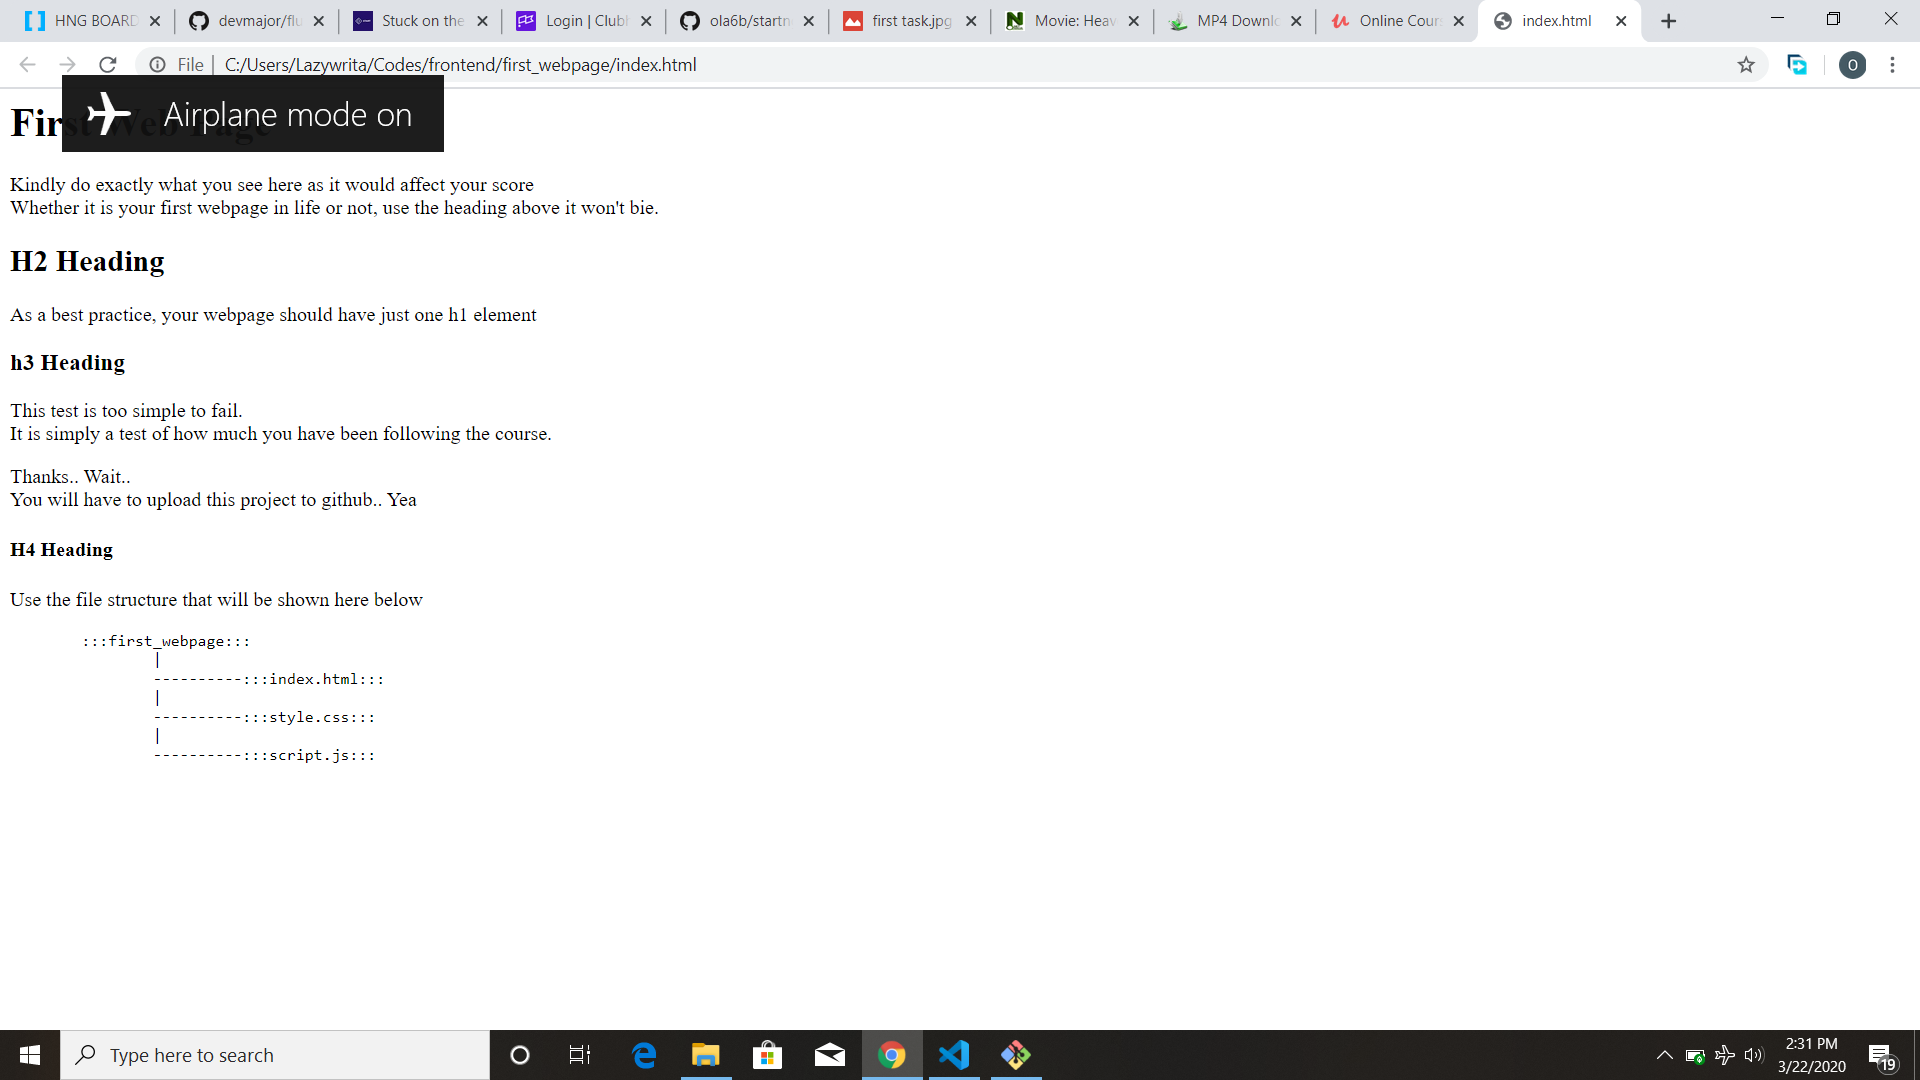 HNG BOARD
devmajor/flu
Stuck on the
Login | Club
ola6b/startn
first task.jpg
Movie: Heav
MP4 Downlo
Online Cour
index.html
File | C:/Users/Lazywrita/Codes/frontend/first_webpage/index.html
O
Airplane mode on
First Web Page
Kindly do exactly what you see here as it would affect your score
Whether it is your first webpage in life or not, use the heading above it won't bie.
H2 Heading
As a best practice, your webpage should have just one h1 element
h3 Heading
This test is too simple to fail.
It is simply a test of how much you have been following the course.
Thanks.. Wait..
You will have to upload this project to github.. Yea
H4 Heading
Use the file structure that will be shown here below
:::first_webpage:::
|
----------:::index.html:::
|
----------:::style.css:::
|
----------:::script.js:::
Type here to search
2:31 PM
3/22/2020
19